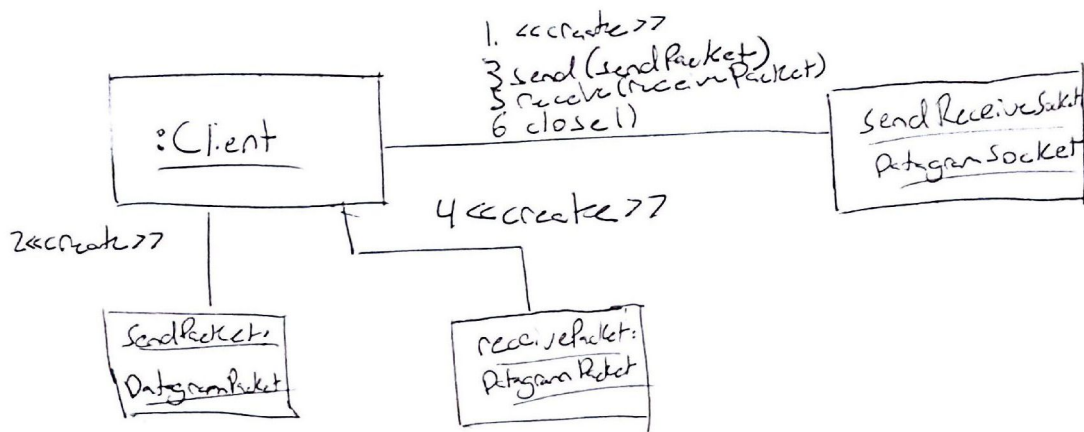 1. <<create>>
3 send(sendPacket)
5 receive(receivePacket)
6 close()
:Client
sendReceiveSocket
DatagramSocket
4 <<create>>
2 <<create>>
SendPacket:
DatagramPacket
receivePacket:
DatagramPacket